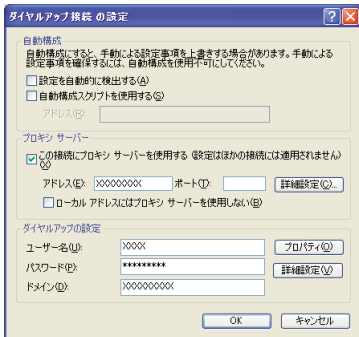 ダイヤルアップ接続 の設定
自動構成
自動構成にすると、手動による設定事項を上書きする場合があります。手動による
設定事項を確保するには、自動構成を使用不可にしてください。
設定を自動的に検出する(A)
自動構成スクリプトを使用する(S)
アドレス(R):
プロキシ サーバー
この接続にプロキシ サーバーを使用する (設定はほかの接続には適用されません)
(X)
アドレス(E): XXXXXXXX ポート(T): 詳細設定(C)...
ローカル アドレスにはプロキシ サーバーを使用しない(B)
ダイヤルアップの設定
ユーザー名(U): XXXX プロパティ(O)
パスワード(P): ********* 詳細設定(V)
ドメイン(D): XXXXXXXXX
OK キャンセル